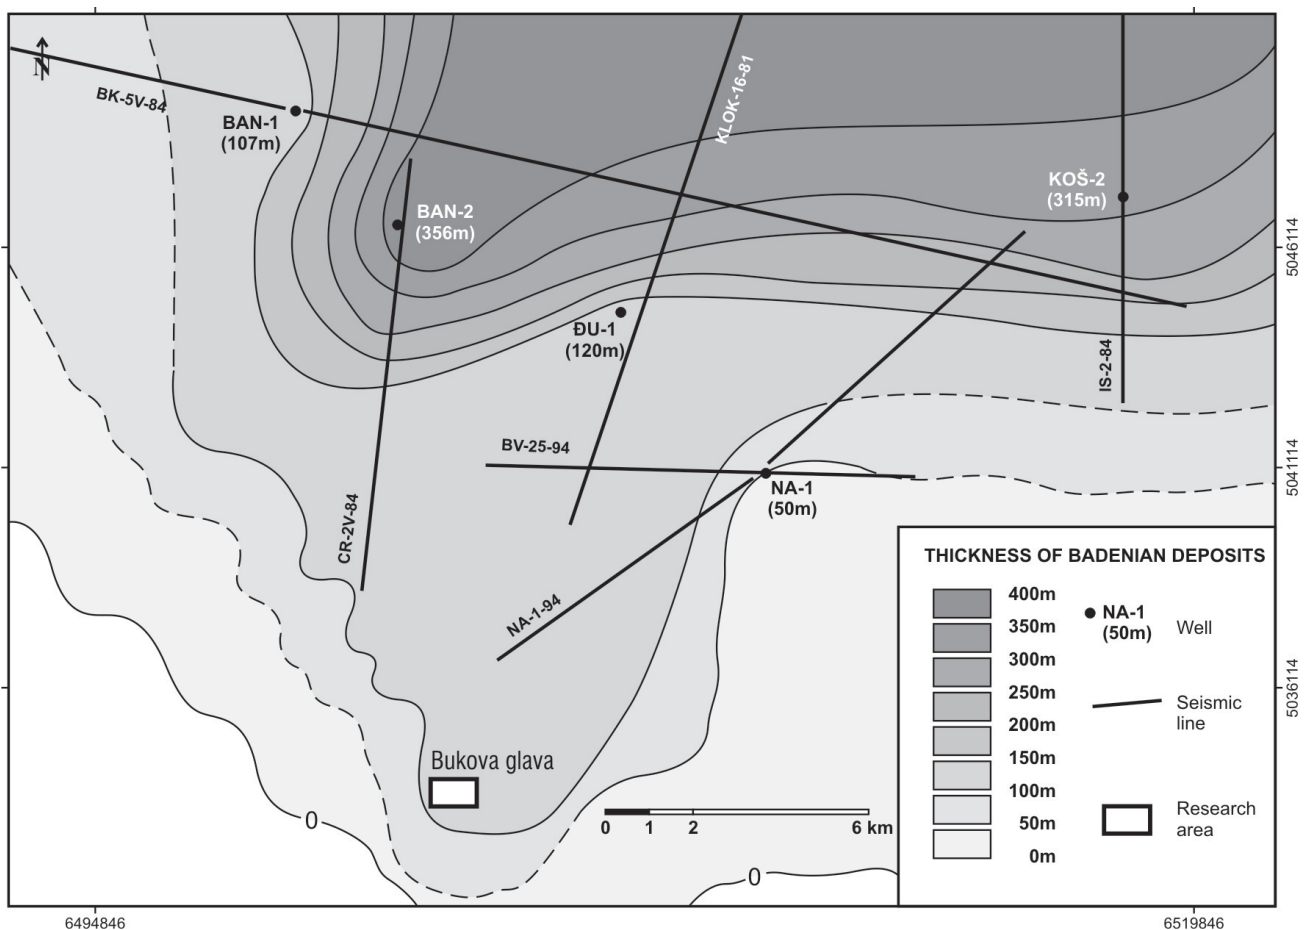 N
BK-5V-84
BAN-1
(107m)
KLOK-16-81
BAN-2
(356m)
KOŠ-2
(315m)
5046114
ĐU-1
(120m)
IS-2-84
BV-25-94
5041114
NA-1
(50m)
CR-2V-84
NA-1-94
5036114
Bukova glava
0
0
0 1 2 6 km
THICKNESS OF BADENIAN DEPOSITS
400m
350m
300m
250m
200m
150m
100m
50m
0m
NA-1
(50m)
Well
Seismic
line
Research
area
6494846
6519846